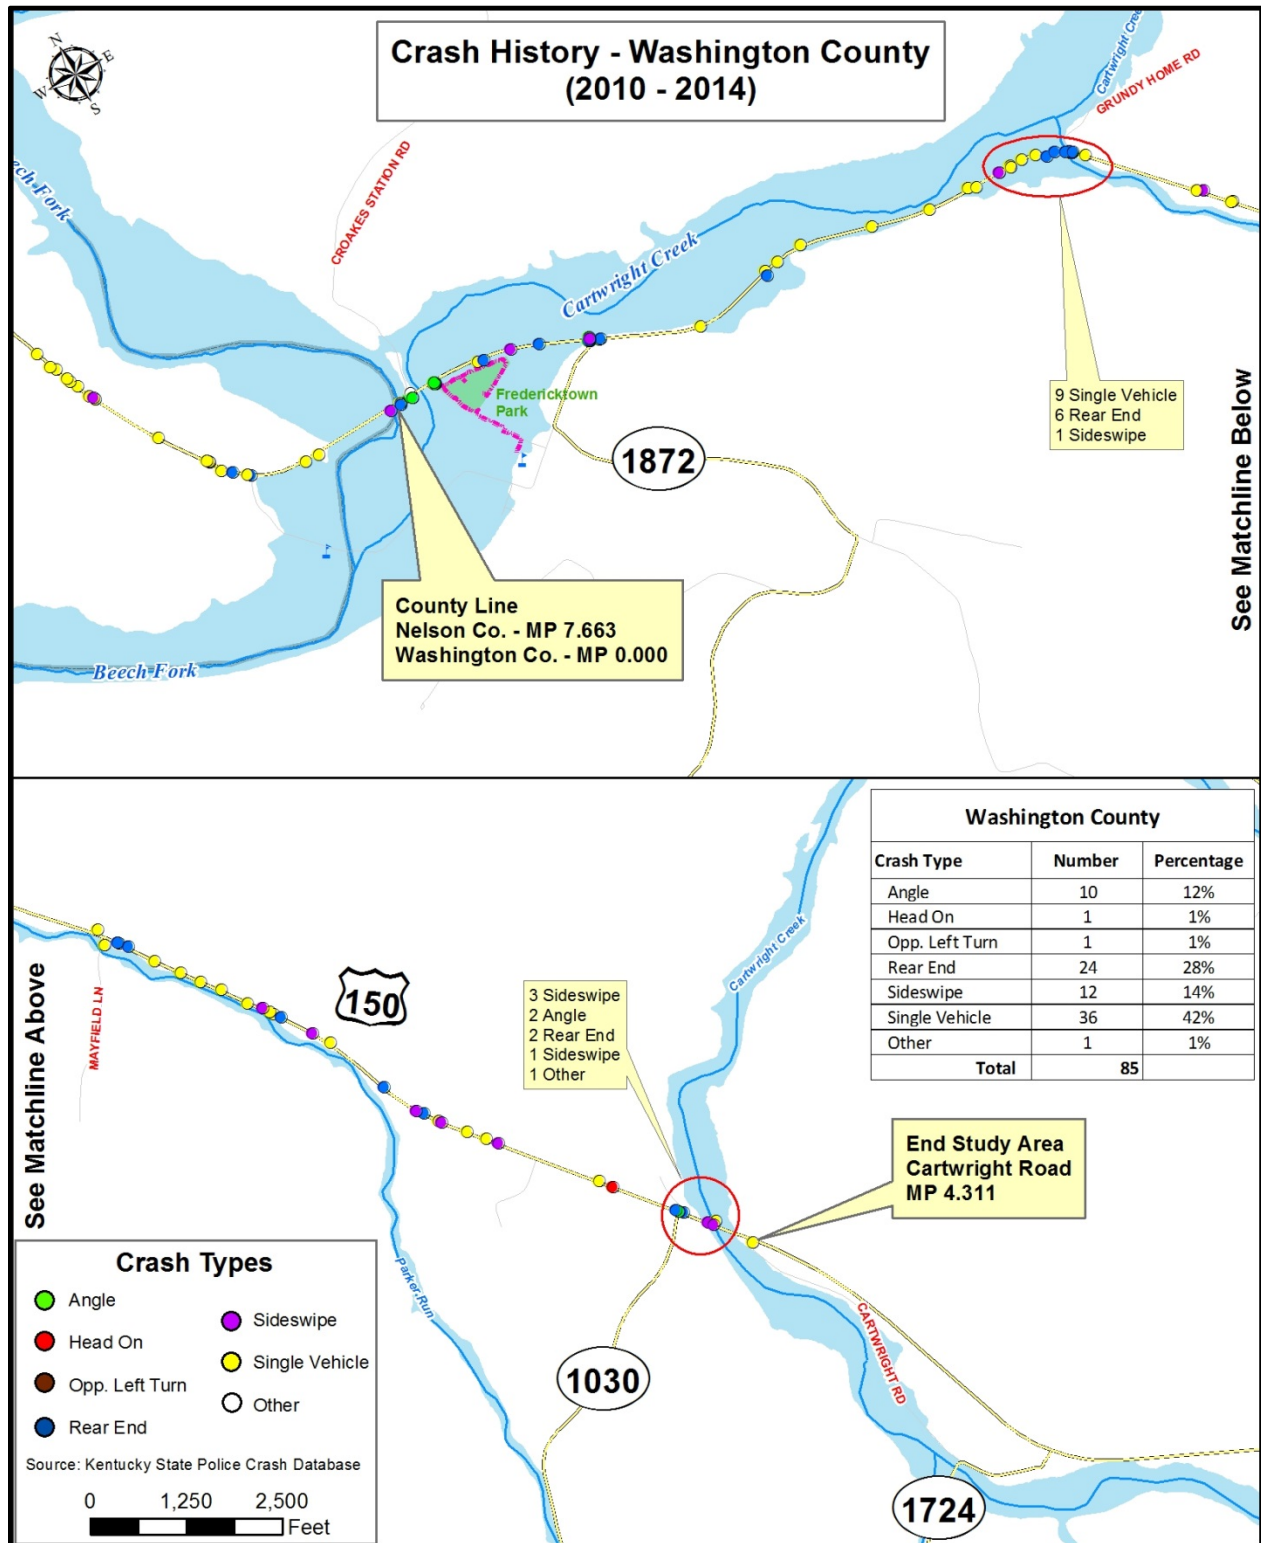 Crash History - Washington County
(2010 - 2014)
N
E
W
S
Cartwright Creek
GRUNDY HOME RD
CROAKES STATION RD
eech Fork
Cartwright Creek
Fredericktown
Park
1872
9 Single Vehicle
6 Rear End
1 Sideswipe
See Matchline Below
County Line
Nelson Co. - MP 7.663
Washington Co. - MP 0.000
Beech Fork
Washington County
Crash Type Number Percentage
Angle 10 12%
Head On 1 1%
Opp. Left Turn 1 1%
Rear End 24 28%
Sideswipe 12 14%
Single Vehicle 36 42%
Other 1 1%
Total 85
Cartwright Creek
See Matchline Above
MAYFIELD LN
150
3 Sideswipe
2 Angle
2 Rear End
1 Sideswipe
1 Other
End Study Area
Cartwright Road
MP 4.311
Parker Run
CARTWRIGHT RD
1030
1724
Crash Types
Angle
Head On
Opp. Left Turn
Rear End
Sideswipe
Single Vehicle
Other
Source: Kentucky State Police Crash Database
0 1,250 2,500
Feet